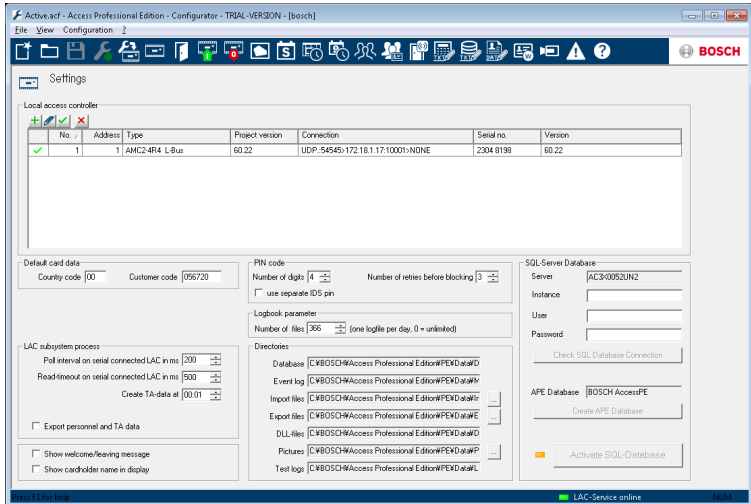 Active.acf - Access Professional Edition - Configurator - TRIAL-VERSION - [bosch]
File View Configuration ?
BOSCH
Settings
Local access controller
No. / Address Type Project version Connection Serial no. Version
1 1 AMC2-4R4 L-Bus 60.22 UDP.:54545>172.18.1.17:10001>NONE 2304 8198 60.22
Default card data
Country code 00 Customer code 056720
PIN code
Number of digits 4 Number of retries before blocking 3
use separate IDS pin
Logbook parameter
Number of files 366 (one logfile per day, 0 = unlimited)
SQL-Server Database
Server AC3X0052UN2
Instance
User
Password
Check SQL Database Connection
APE Database BOSCH AccessPE
Create APE Database
Activate SQL-Database
LAC subsystem process
Poll interval on serial connected LAC in ms 200
Read-timeout on serial connected LAC in ms 500
Create TA-data at 00:01
Export personnel and TA data
Show welcome/leaving message
Show cardholder name in display
Directories
Database C:¥BOSCH¥Access Professional Edition¥PE¥Data¥D
Event log C:¥BOSCH¥Access Professional Edition¥PE¥Data¥M
Import files C:¥BOSCH¥Access Professional Edition¥PE¥Data¥Ir ...
Export files C:¥BOSCH¥Access Professional Edition¥PE¥Data¥E ...
DLL-files C:¥BOSCH¥Access Professional Edition¥PE¥Data¥D
Pictures C:¥BOSCH¥Access Professional Edition¥PE¥Data¥P ...
Test logs C:¥BOSCH¥Access Professional Edition¥PE¥Data¥L
Press F1 for help LAC-Service online NUM